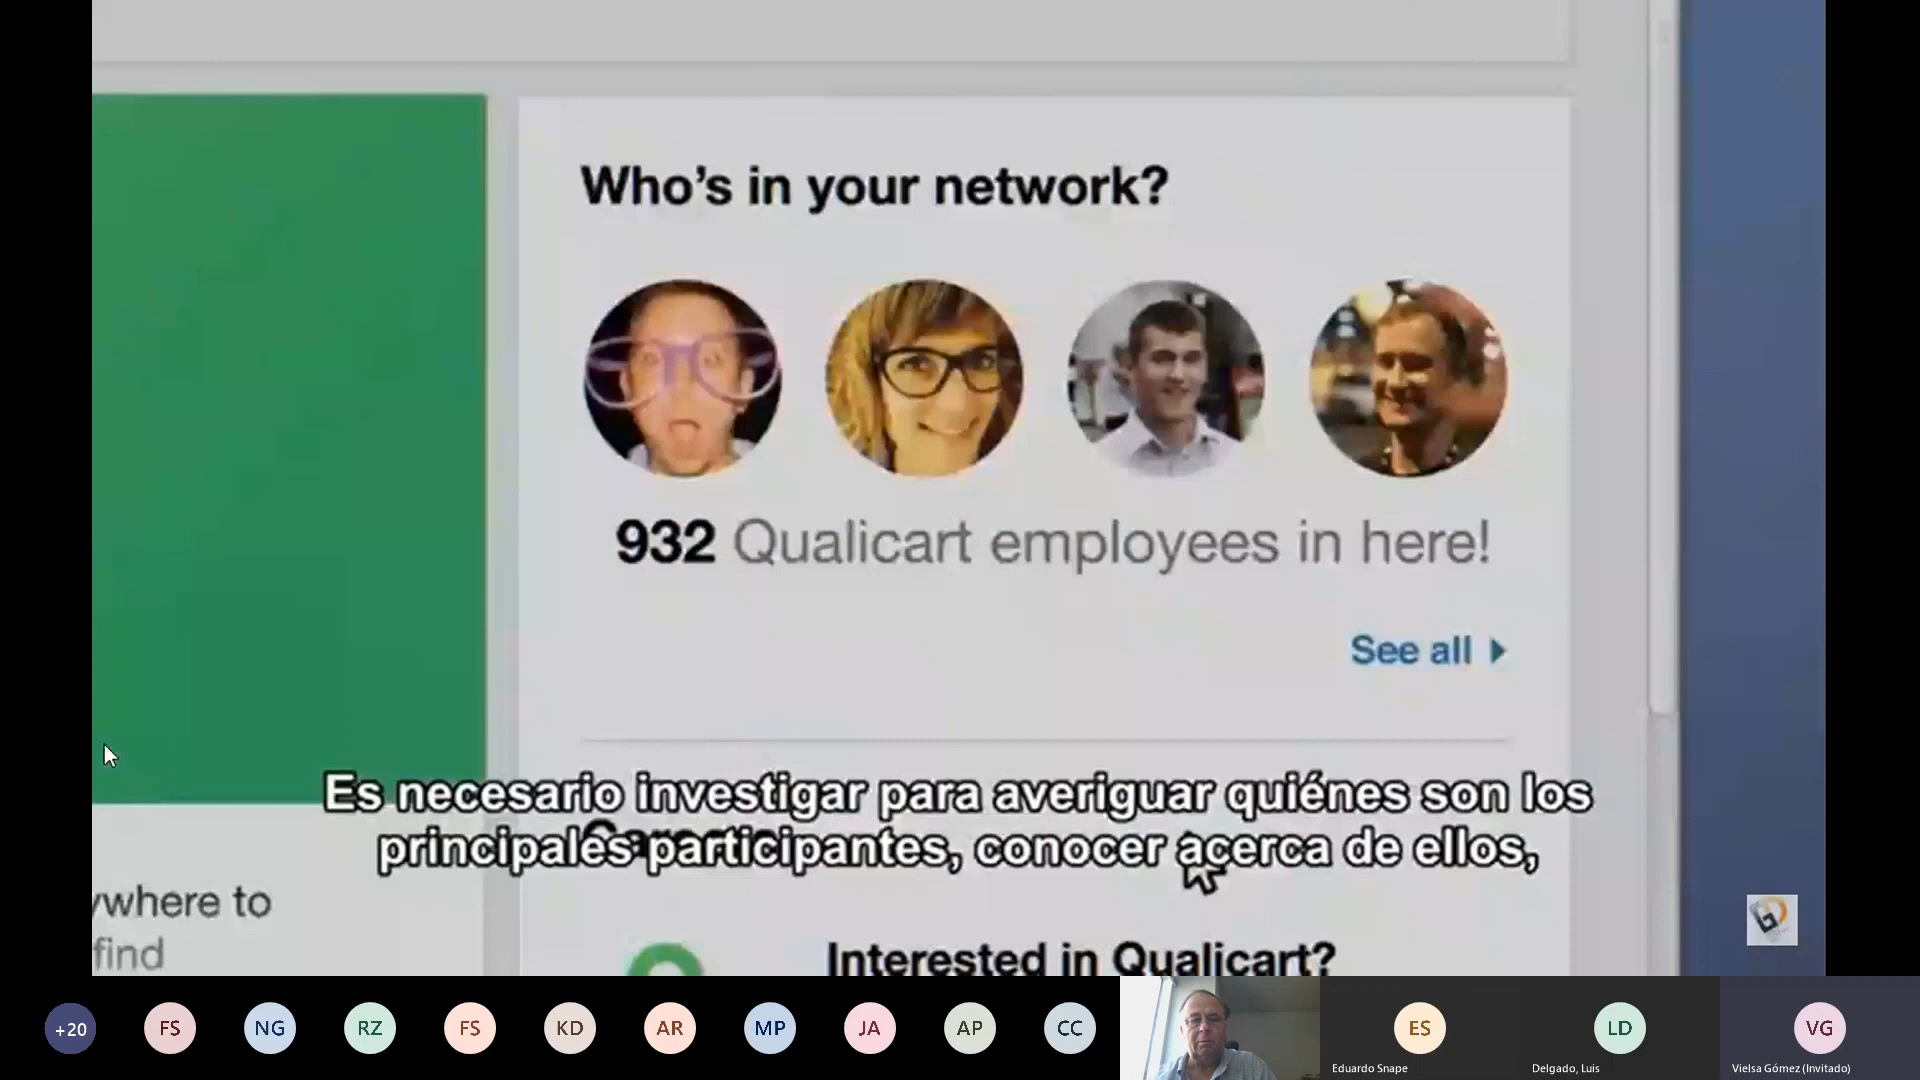 Who's in your network?
932 Qualicart employees in here!
See all
Es necesario investigar para averiguar quiénes son los
principales participantes, conocer acerca de ellos,
ywhere to
find
Interested in Qualicart?
+20
FS
NG
RZ
FS
KD
AR
MP
JA
AP
CC
ES
LD
VG
Eduardo Snape
Delgado, Luis
Vielsa Gómez (Invitado)